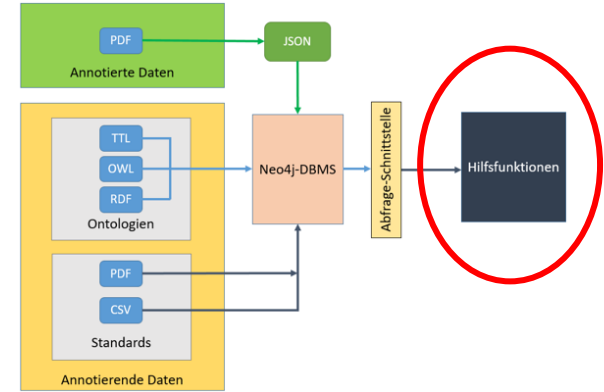 PDF
JSON
Annotierte Daten
TTL
OWL
RDF
Ontologien
Neo4j-DBMS
Abfrage-Schnittstelle
Hilfsfunktionen
PDF
CSV
Standards
Annotierende Daten